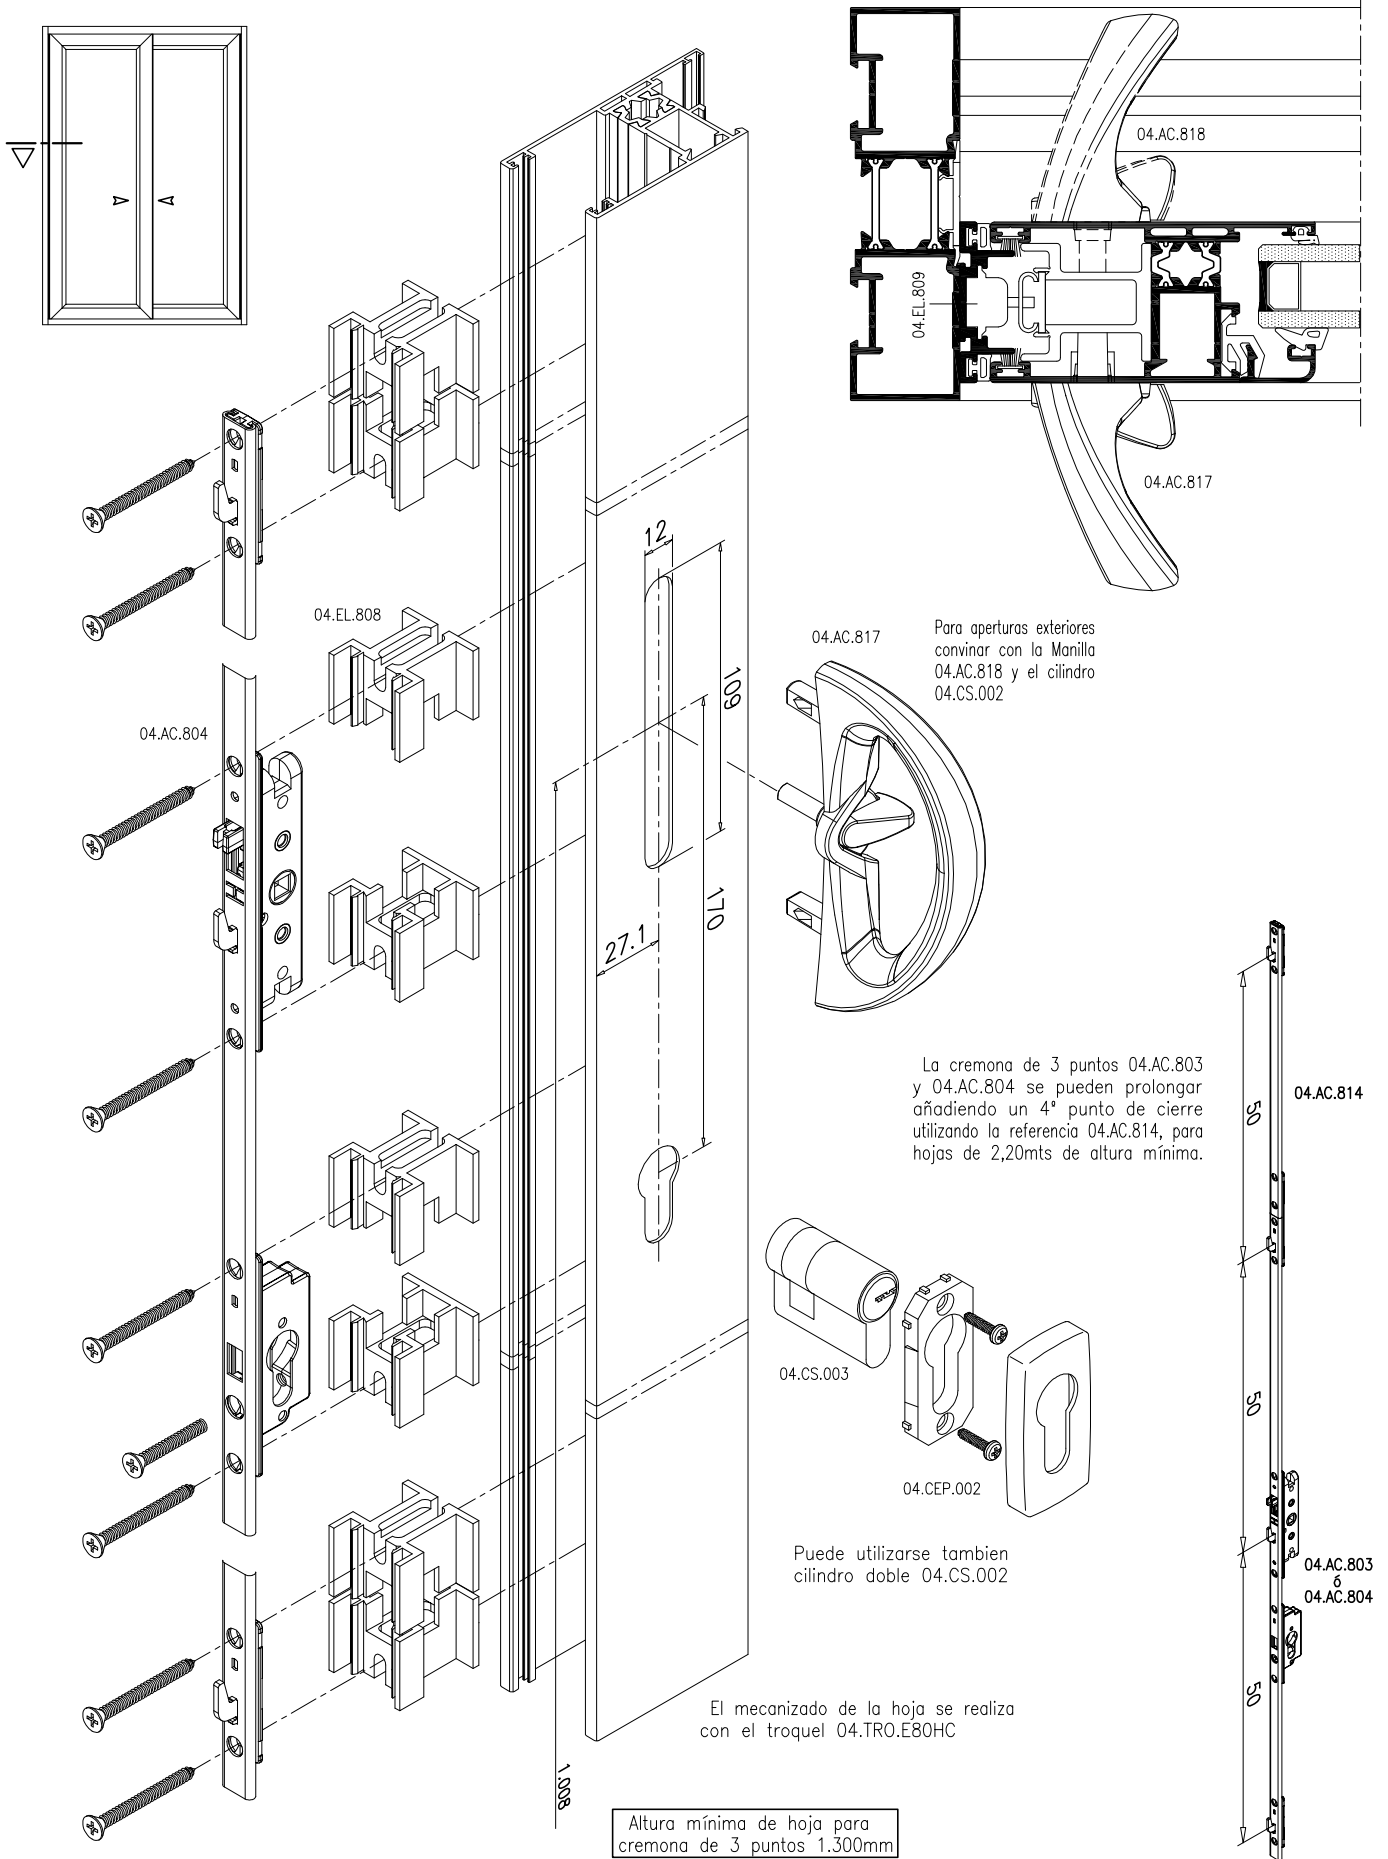 04.AC.818
04.EL.809
04.AC.817
04.EL.808
04.AC.804
12
109
170
27.1
1.008
04.AC.817
Para aperturas exteriores
convinar con la Manilla
04.AC.818 y el cilindro
04.CS.002
La cremona de 3 puntos 04.AC.803
y 04.AC.804 se pueden prolongar
añadiendo un 4º punto de cierre
utilizando la referencia 04.AC.814, para
hojas de 2,20mts de altura mínima.
04.AC.814
50
50
50
04.AC.803
ó
04.AC.804
04.CS.003
04.CEP.002
Puede utilizarse tambien
cilindro doble 04.CS.002
El mecanizado de la hoja se realiza
con el troquel 04.TRO.E80HC
Altura mínima de hoja para
cremona de 3 puntos 1.300mm